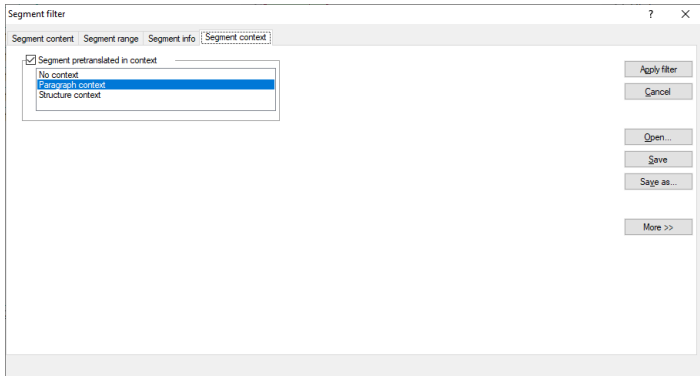 Segment filter
?
Segment content Segment range Segment info Segment context
Segment pretranslated in context
No context
Paragraph context
Structure context
Apply filter
Cancel
Open...
Save
Save as...
More >>